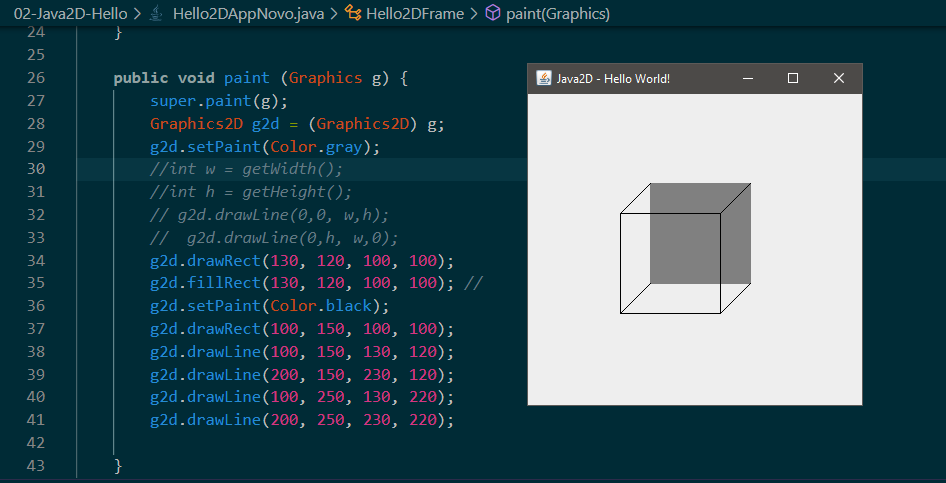 02-Java2D-Hello > Hello2DAppNovo.java > Hello2DFrame > paint(Graphics)
24 }
25
26 public void paint (Graphics g) {
27 super.paint(g);
28 Graphics2D g2d = (Graphics2D) g;
29 g2d.setPaint(Color.gray);
30 //int w = getWidth();
31 //int h = getHeight();
32 // g2d.drawLine(0,0, w,h);
33 //  g2d.drawLine(0,h, w,0);
34 g2d.drawRect(130, 120, 100, 100);
35 g2d.fillRect(130, 120, 100, 100); //
36 g2d.setPaint(Color.black);
37 g2d.drawRect(100, 150, 100, 100);
38 g2d.drawLine(100, 150, 130, 120);
39 g2d.drawLine(200, 150, 230, 120);
40 g2d.drawLine(100, 250, 130, 220);
41 g2d.drawLine(200, 250, 230, 220);
42
43 }
Java2D - Hello World!